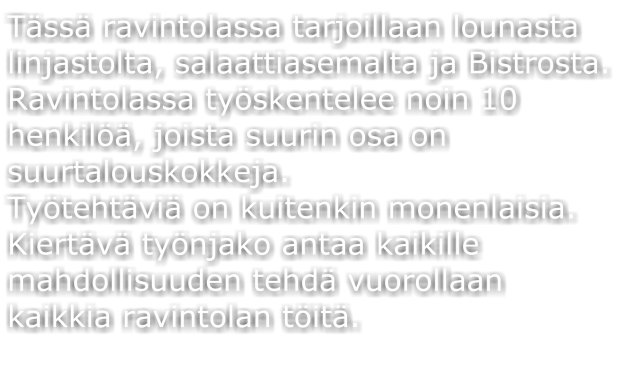 Tässä ravintolassa tarjoillaan lounasta
linjastolta, salaattiasemalta ja Bistrosta.
Ravintolassa työskentelee noin 10
henkilöä, joista suurin osa on
suurtalouskokkeja.
Työtehtäviä on kuitenkin monenlaisia.
Kiertävä työnjako antaa kaikille
mahdollisuuden tehdä vuorollaan
kaikkia ravintolan töitä.